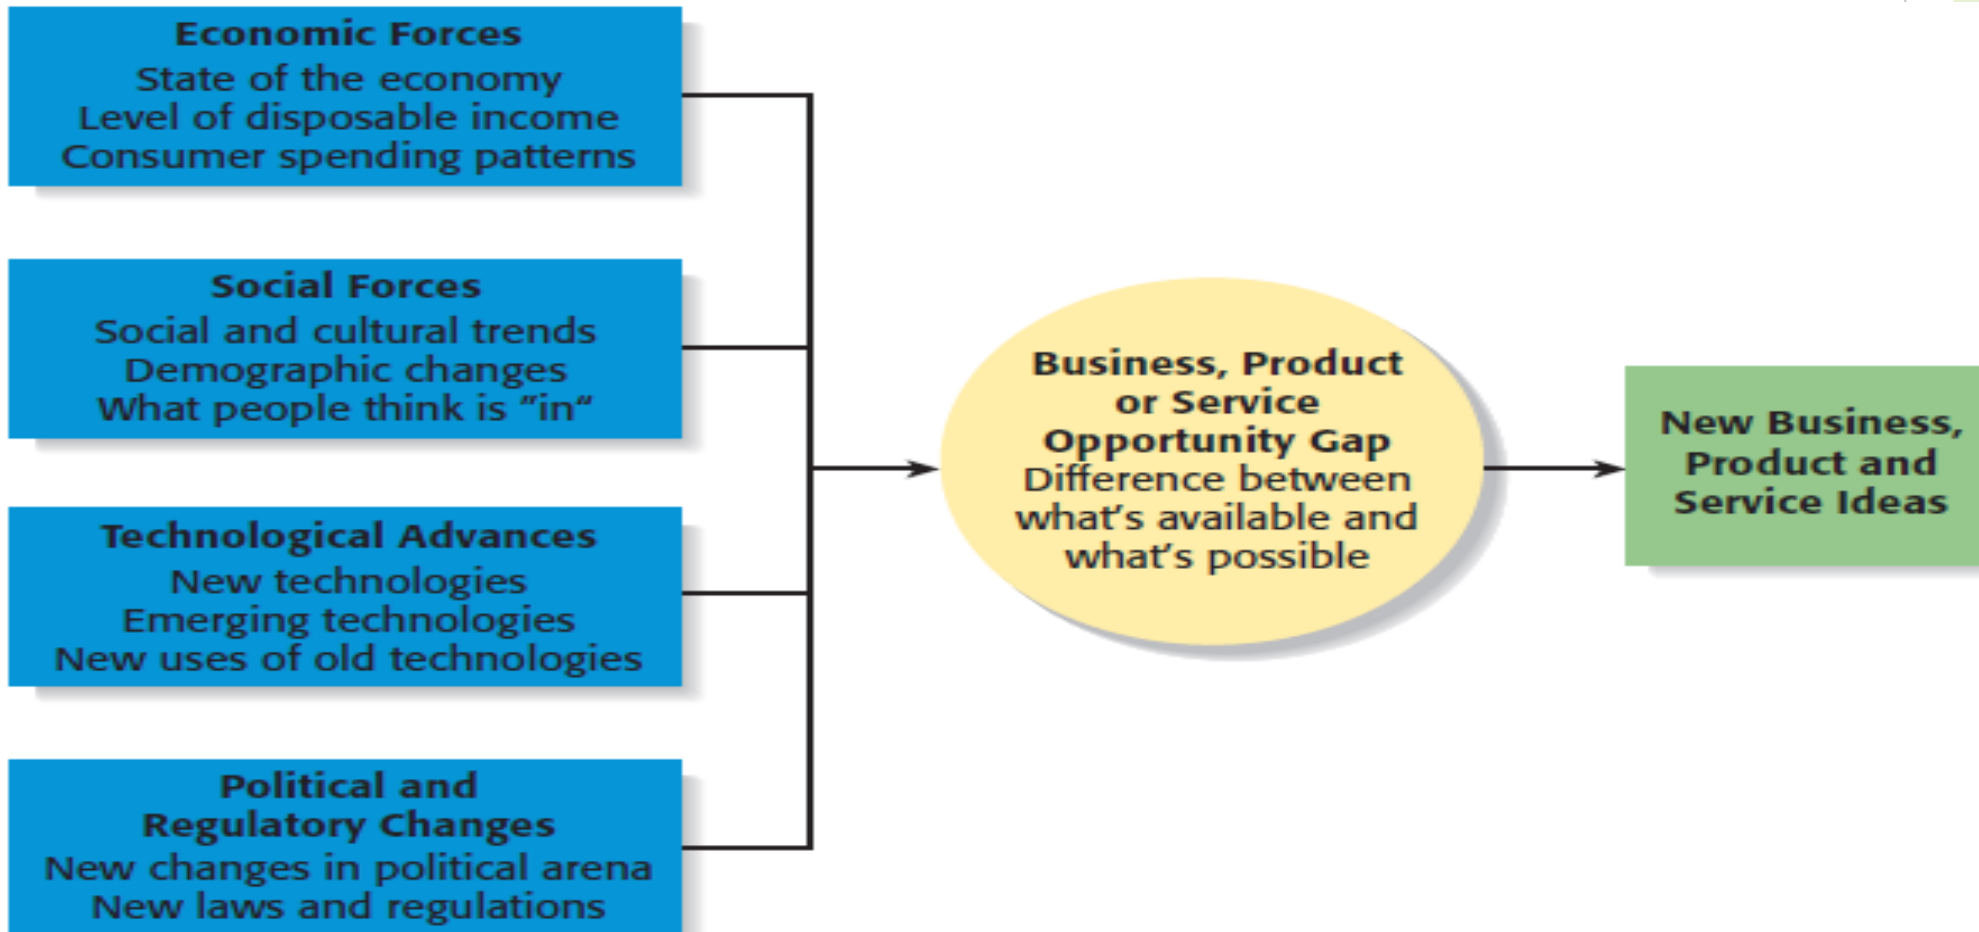 Economic Forces
State of the economy
Level of disposable income
Consumer spending patterns
Social Forces
Social and cultural trends
Demographic changes
What people think is “in“
Technological Advances
New technologies
Emerging technologies
New uses of old technologies
Political and
Regulatory Changes
New changes in political arena
New laws and regulations
Business, Product
or Service
Opportunity Gap
Difference between
what’s available and
what’s possible
New Business,
Product and
Service Ideas